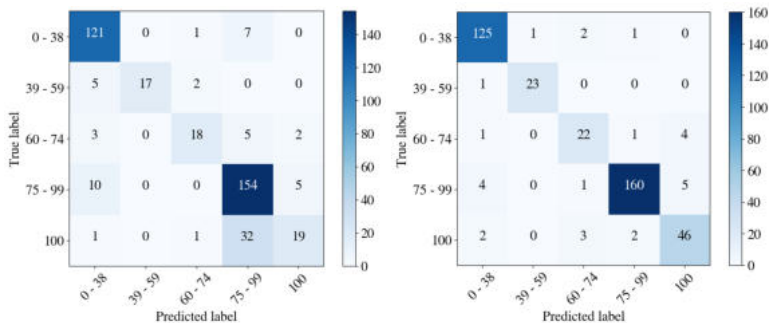 0 - 38 121 0 1 7 0
39 - 59 5 17 2 0 0
60 - 74 3 0 18 5 2
75 - 99 10 0 0 154 5
100 1 0 1 32 19
0 - 38 39 - 59 60 - 74 75 - 99 100
True label
Predicted label
140
120
100
80
60
40
20
0
0 - 38 125 1 2 1 0
39 - 59 1 23 0 0 0
60 - 74 1 0 22 1 4
75 - 99 4 0 1 160 5
100 2 0 3 2 46
0 - 38 39 - 59 60 - 74 75 - 99 100
True label
Predicted label
160
140
120
100
80
60
40
20
0